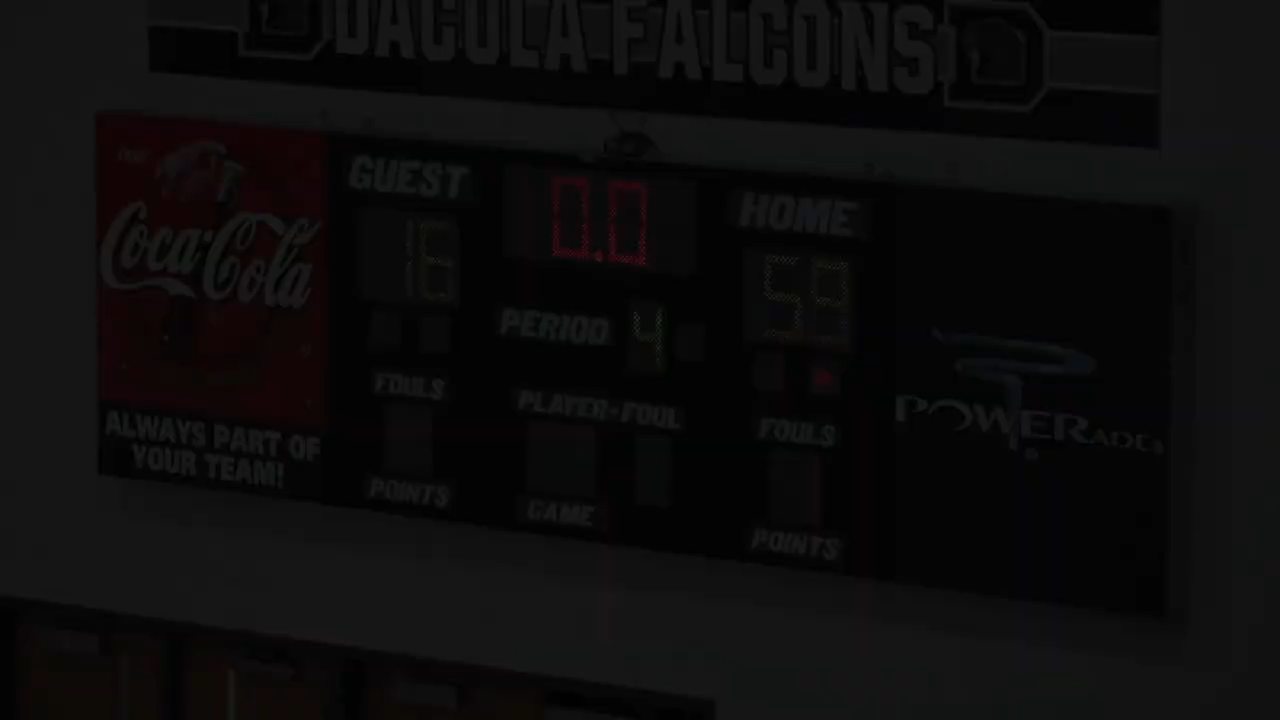 DACULA FALCONS
GUEST
0.0
HOME
16
Coca-Cola
PERIOD 4
FOULS
PLAYER-FOUL
FOULS
POWERADE
ALWAYS PART OF
YOUR TEAM!
POINTS
GAME
POINTS